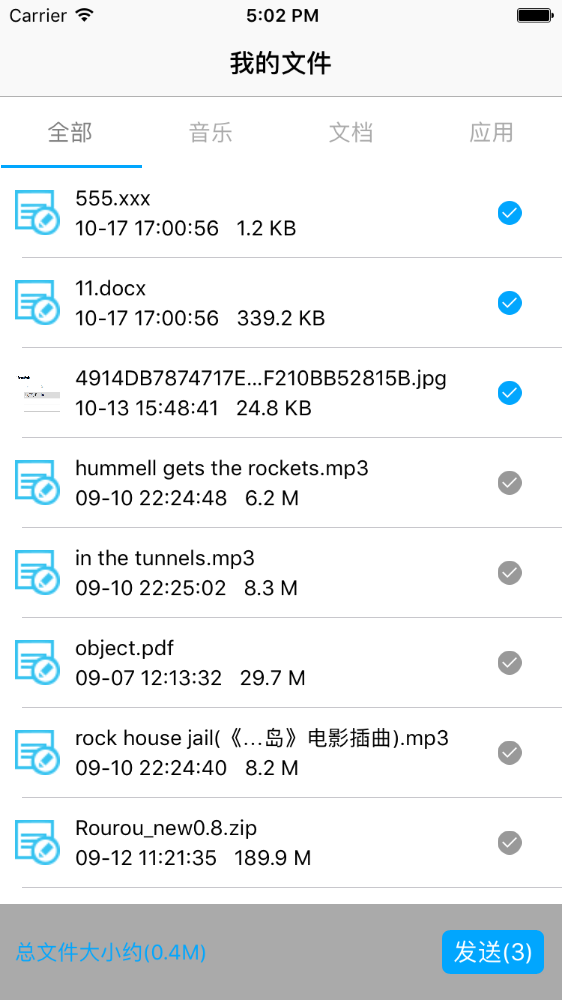 Carrier 5:02 PM
我的文件
全部 音乐 文档 应用
555.xxx
10-17 17:00:56 1.2 KB
11.docx
10-17 17:00:56 339.2 KB
4914DB7874717E...F210BB52815B.jpg
10-13 15:48:41 24.8 KB
hummell gets the rockets.mp3
09-10 22:24:48 6.2 M
in the tunnels.mp3
09-10 22:25:02 8.3 M
object.pdf
09-07 12:13:32 29.7 M
rock house jail(《...岛》电影插曲).mp3
09-10 22:24:40 8.2 M
Rourou_new0.8.zip
09-12 11:21:35 189.9 M
总文件大小约(0.4M) 发送(3)